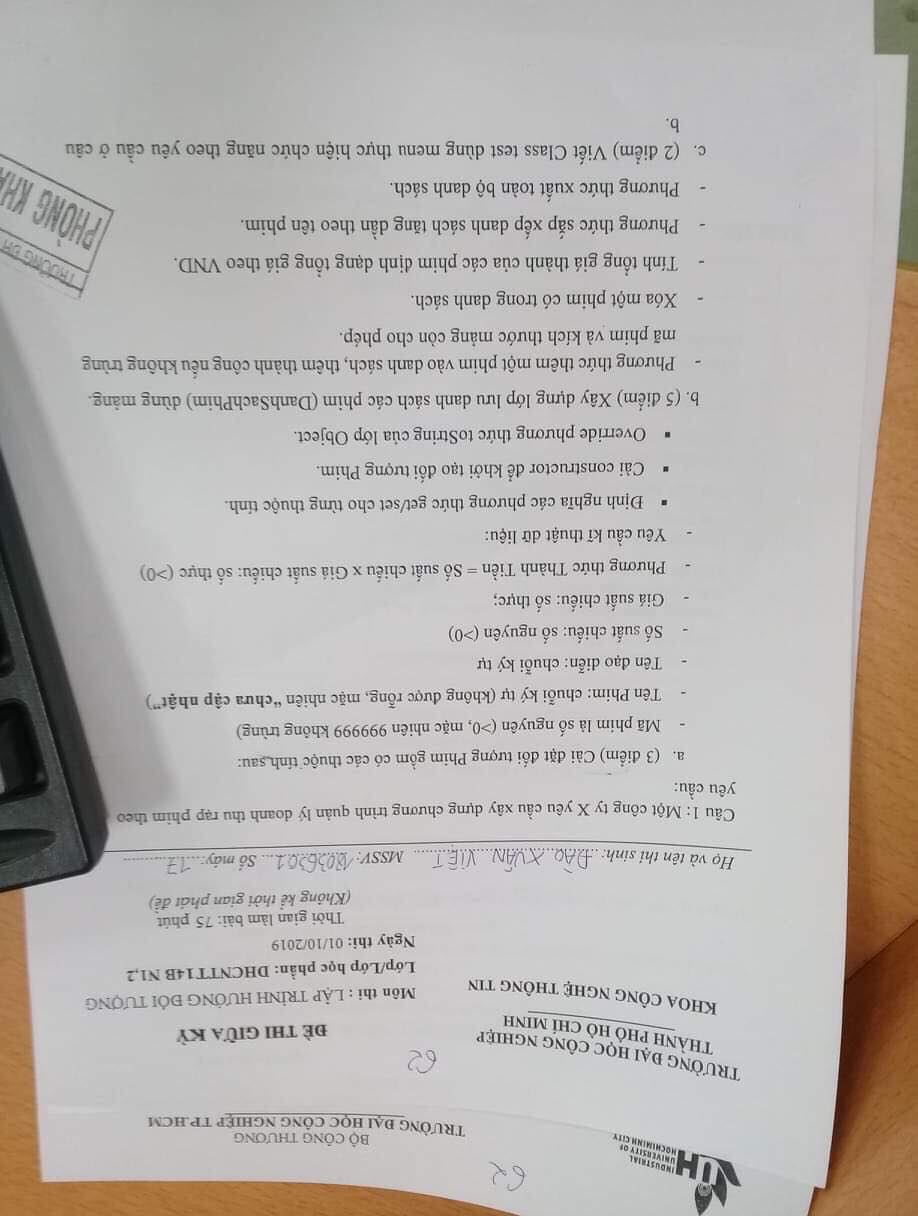 62
INDUSTRIAL
UNIVERSITY OF
HOCHIMINH CITY
BỘ CÔNG THƯƠNG
TRƯỜNG ĐẠI HỌC CÔNG NGHIỆP TP.HCM
TRƯỜNG ĐẠI HỌC CÔNG NGHIỆP
THÀNH PHỐ HỒ CHÍ MINH
KHOA CÔNG NGHỆ THÔNG TIN
62
ĐỀ THI GIỮA KỲ
Môn thi : LẬP TRÌNH HƯỚNG ĐỐI TƯỢNG
Lớp/Lớp học phần: DHCNTT14B N1,2
Ngày thi: 01/10/2019
Thời gian làm bài: 75 phút
(Không kể thời gian phát đề)
Họ và tên thí sinh: ĐÀO XUÂN VIỆT MSSV: 18036301 Số máy: 17
Câu 1: Một công ty X yêu cầu xây dựng chương trình quản lý doanh thu rạp phim theo
yêu cầu:
a. (3 điểm) Cài đặt đối tượng Phim gồm có các thuộc tính sau:
- Mã phim là số nguyên (>0, mặc nhiên 999999 không trùng)
- Tên Phim: chuỗi ký tự (không được rỗng, mặc nhiên “chưa cập nhật”)
- Tên đạo diễn: chuỗi ký tự
- Số suất chiếu: số nguyên (>0)
- Giá suất chiếu: số thực;
- Phương thức Thành Tiền = Số suất chiếu x Giá suất chiếu: số thực (>0)
- Yêu cầu kĩ thuật dữ liệu:
▪ Định nghĩa các phương thức get/set cho từng thuộc tính.
▪ Cài constructor để khởi tạo đối tượng Phim.
▪ Override phương thức toString của lớp Object.
b. (5 điểm) Xây dựng lớp lưu danh sách các phim (DanhSachPhim) dùng mảng.
- Phương thức thêm một phim vào danh sách, thêm thành công nếu không trùng
mã phim và kích thước mảng còn cho phép.
- Xóa một phim có trong danh sách.
- Tính tổng giá thành của các phim định dạng tổng giá theo VND.
- Phương thức sắp xếp danh sách tăng dần theo tên phim.
- Phương thức xuất toàn bộ danh sách.
c. (2 điểm) Viết Class test dùng menu thực hiện chức năng theo yêu cầu ở câu
b.
TRƯỜNG ĐH
PHÒNG